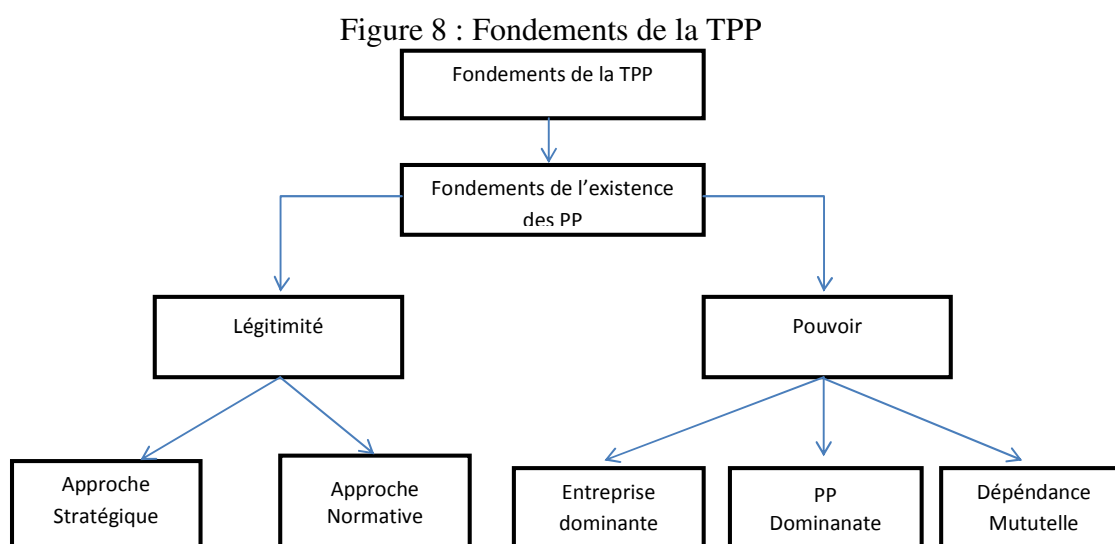 Figure 8 : Fondements de la TPP
Fondements de la TPP
Fondements de l’existence
des PP
Légitimité
Pouvoir
Approche
Stratégique
Approche
Normative
Entreprise
dominante
PP
Dominanate
Dépéndance
Mututelle